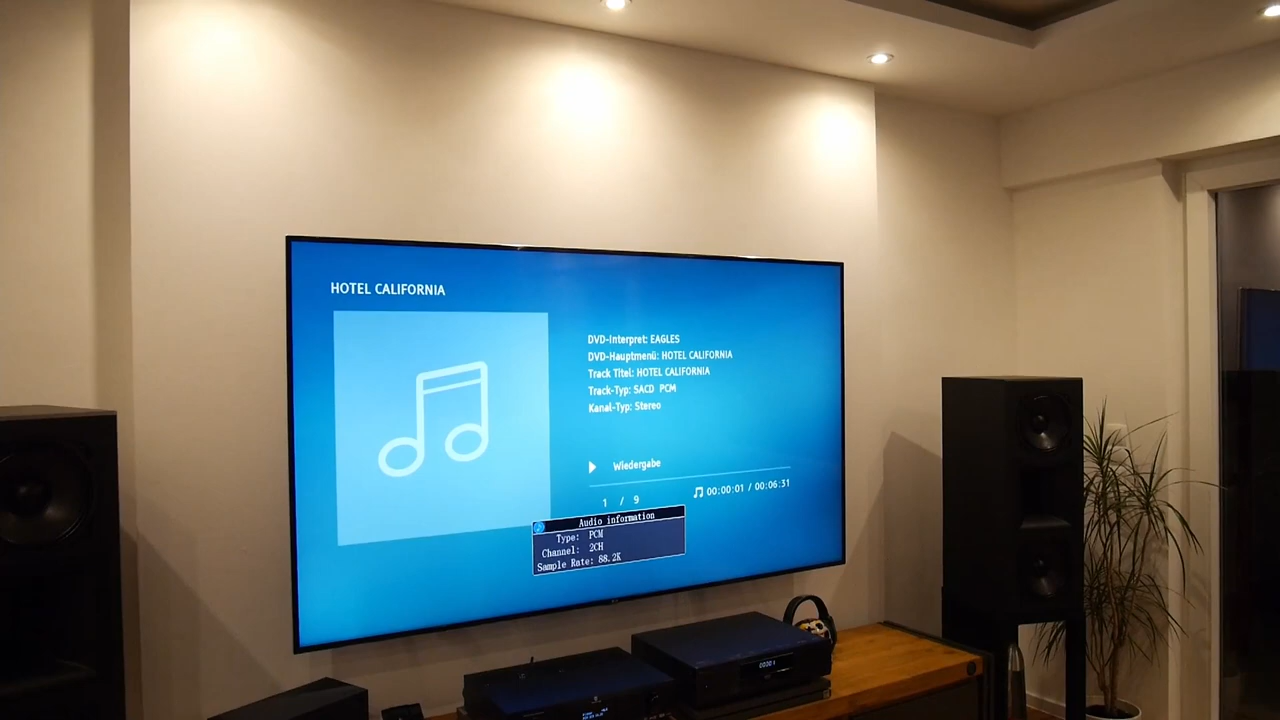 HOTEL CALIFORNIA
DVD-Interpret: EAGLES
DVD-Hauptmenü: HOTEL CALIFORNIA
Track Titel: HOTEL CALIFORNIA
Track-Typ: SACD PCM
Kanal-Typ: Stereo
Wiedergabe
1 / 9
00:00:01 / 00:06:31
Audio information
Type: PCM
Channel: 2CH
Sample Rate: 88.2K